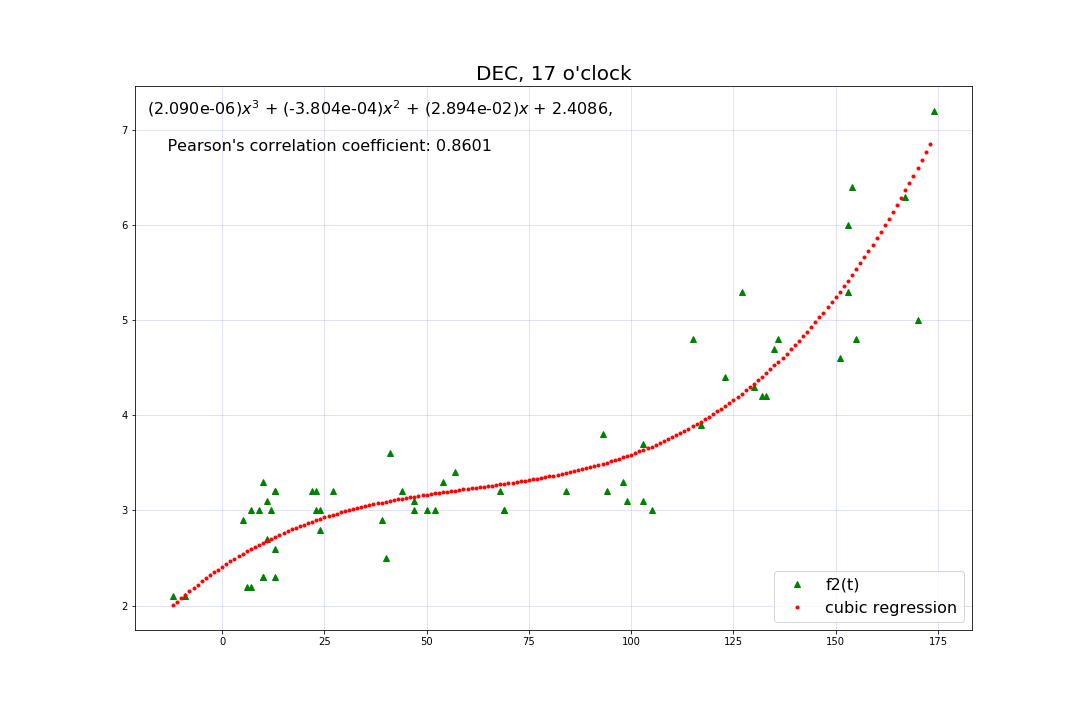 DEC, 17 o'clock
(2.090e-06)x³ + (-3.804e-04)x² + (2.894e-02)x + 2.4086,
Pearson's correlation coefficient: 0.8601
7
6
5
4
3
2
f2(t)
cubic regression
0 25 50 75 100 125 150 175